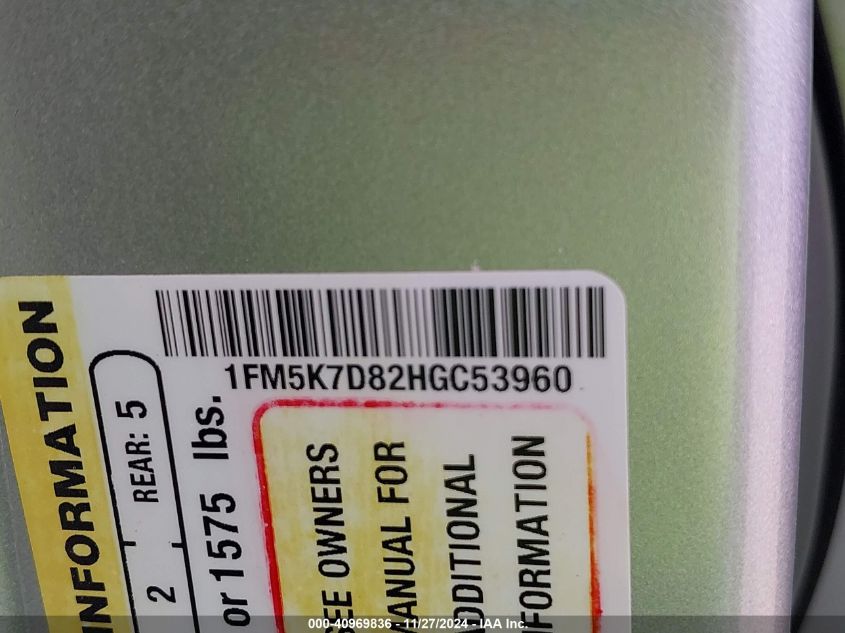 1FM5K7D82HGC53960
INFORMATION
2 REAR: 5
or 1575 lbs.
SEE OWNERS
MANUAL FOR
ADDITIONAL
INFORMATION
000-40969836 - 11/27/2024 - IAA Inc.